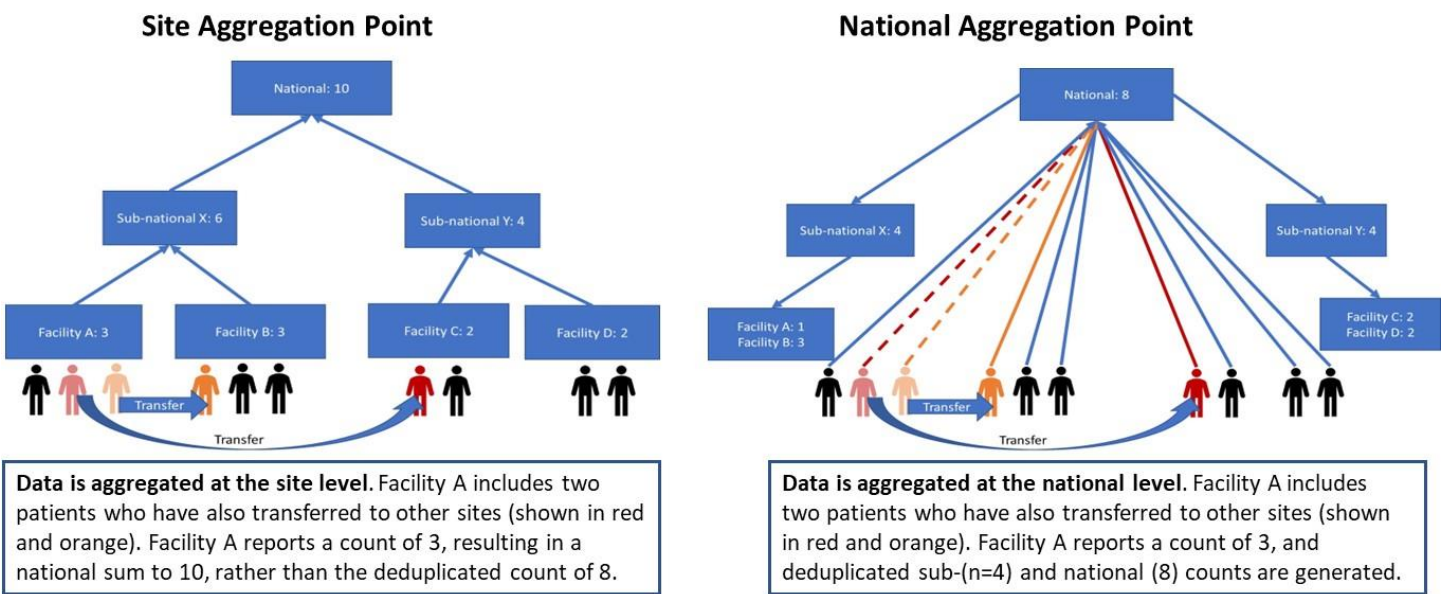 Site Aggregation Point
National: 10
Sub-national X: 6
Sub-national Y: 4
Facility A: 3
Facility B: 3
Facility C: 2
Facility D: 2
Transfer
Transfer
Data is aggregated at the site level. Facility A includes two
patients who have also transferred to other sites (shown in red
and orange). Facility A reports a count of 3, resulting in a
national sum to 10, rather than the deduplicated count of 8.
National Aggregation Point
National: 8
Sub-national X: 4
Sub-national Y: 4
Facility A: 1
Facility B: 3
Facility C: 2
Facility D: 2
Transfer
Transfer
Data is aggregated at the national level. Facility A includes
two patients who have also transferred to other sites (shown
in red and orange). Facility A reports a count of 3, and
deduplicated sub-(n=4) and national (8) counts are generated.